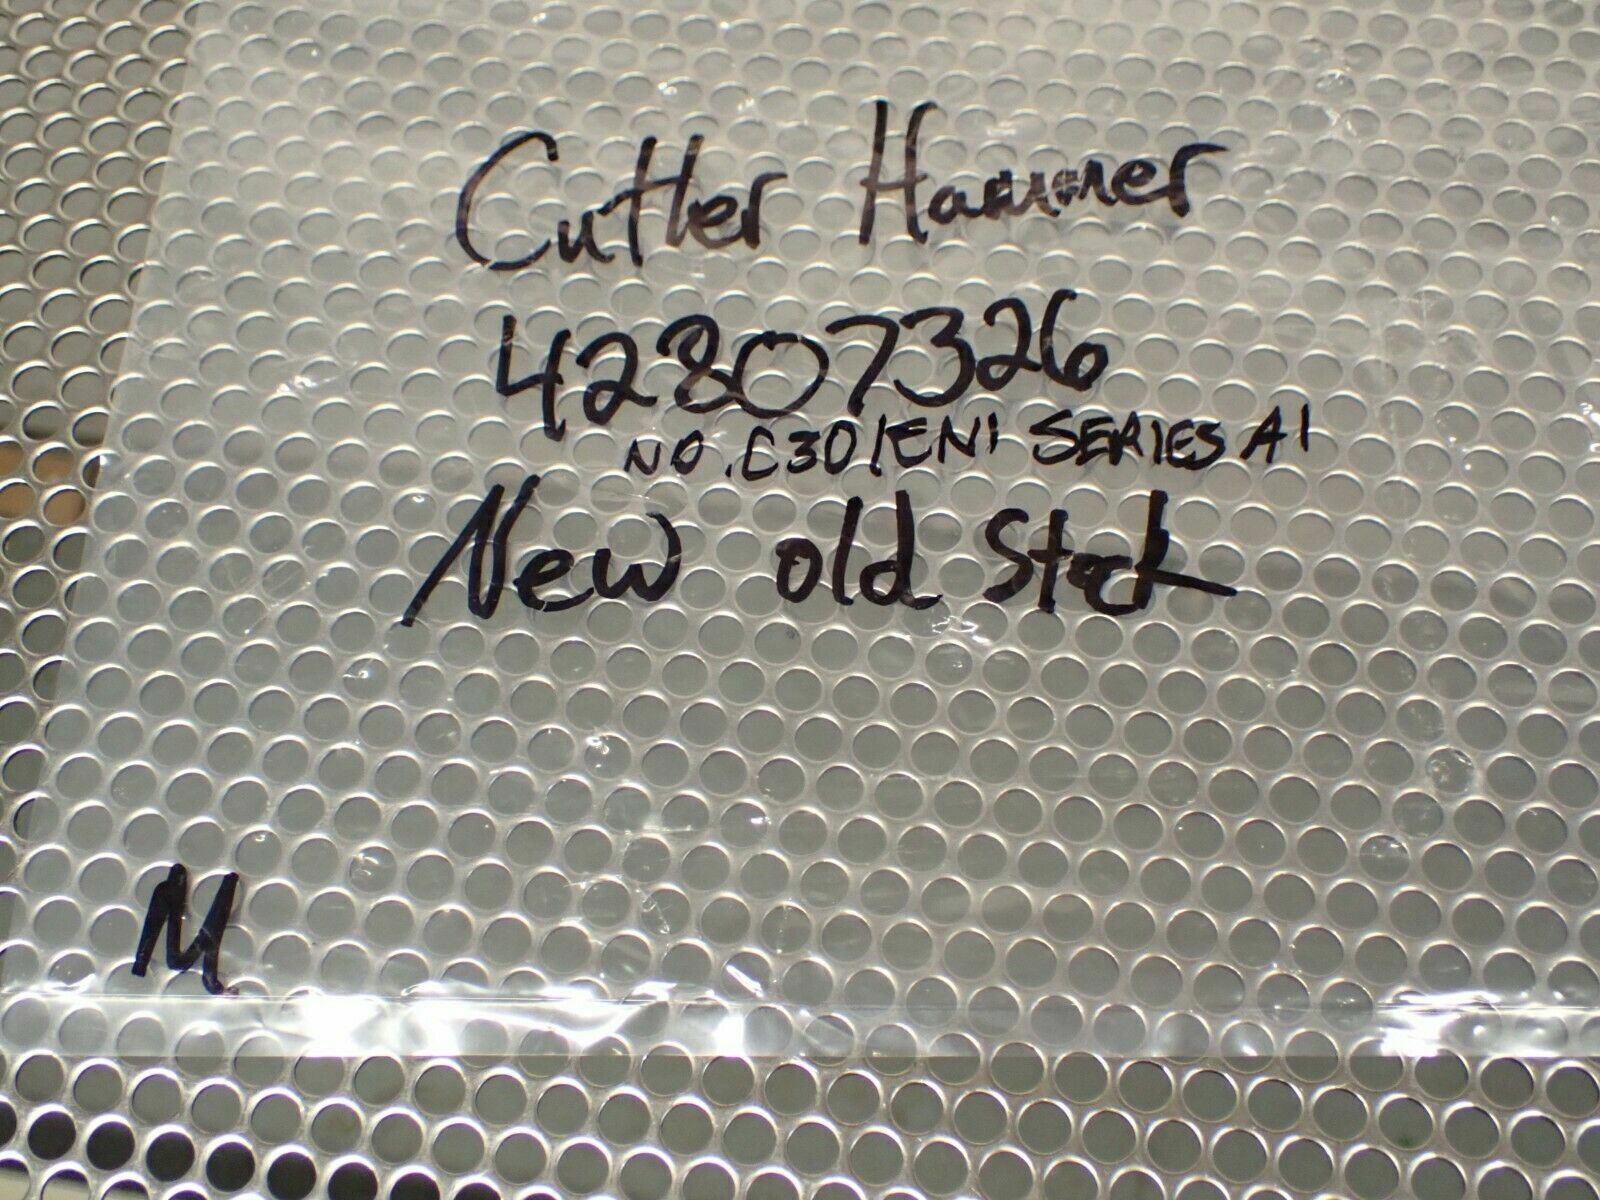 Cutler Hammer
42807326
NO. C301EN1 SERIES A1
New old Stock
M